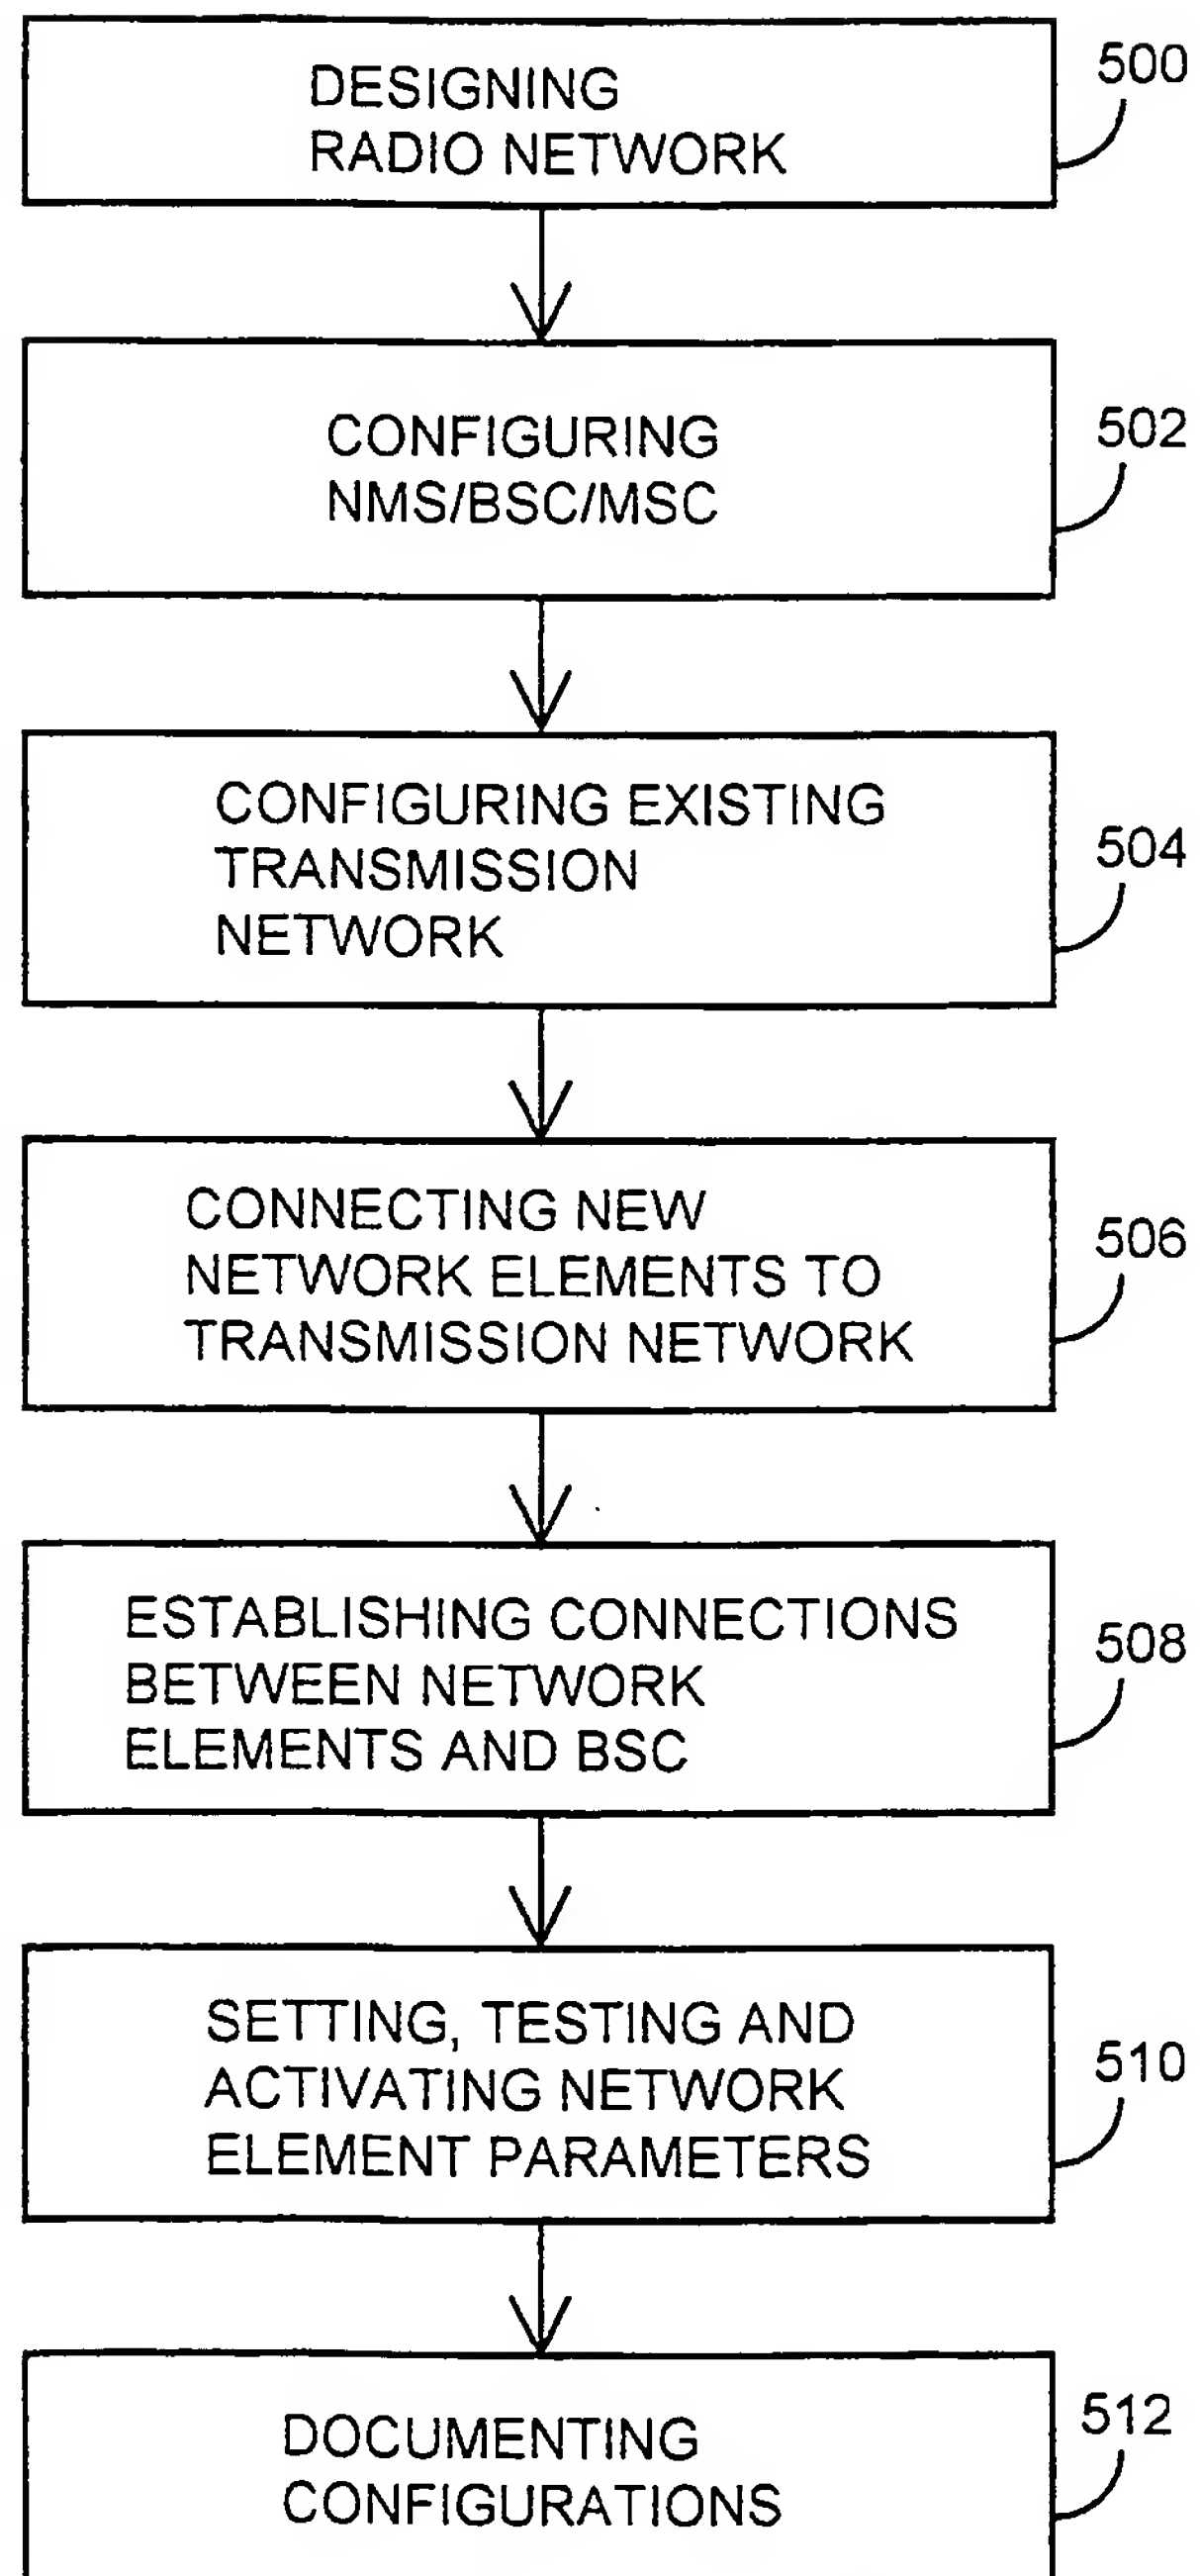 DESIGNING
RADIO NETWORK
500
CONFIGURING
NMS/BSC/MSC
502
CONFIGURING EXISTING
TRANSMISSION
NETWORK
504
CONNECTING NEW
NETWORK ELEMENTS TO
TRANSMISSION NETWORK
506
ESTABLISHING CONNECTIONS
BETWEEN NETWORK
ELEMENTS AND BSC
508
SETTING, TESTING AND
ACTIVATING NETWORK
ELEMENT PARAMETERS
510
DOCUMENTING
CONFIGURATIONS
512